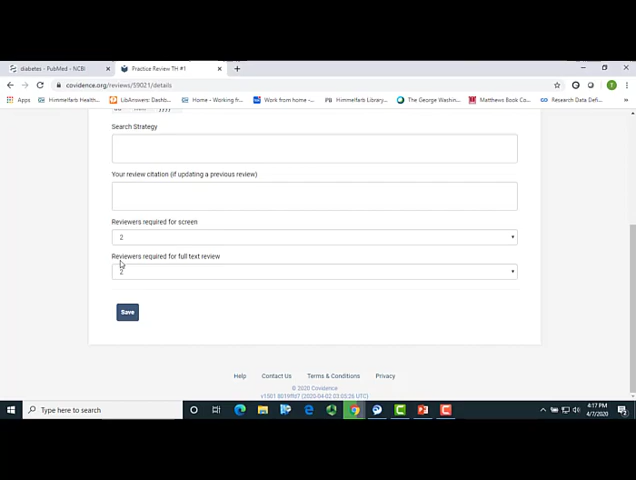 diabetes - PubMed - NCBI
Practice Review TH #1
covidence.org/reviews/59021/details
Apps
Himmelfarb Health...
LibAnswers: Dashb...
Home - Working fr...
Work from home -...
Himmelfarb Library...
The George Washin...
Matthews Book Co...
Research Data Defi...
Search Strategy
Your review citation (if updating a previous review)
Reviewers required for screen
2
Reviewers required for full text review
2
Save
Help
Contact Us
Terms & Conditions
Privacy
© 2020 Covidence
Type here to search
4:17 PM
4/7/2020